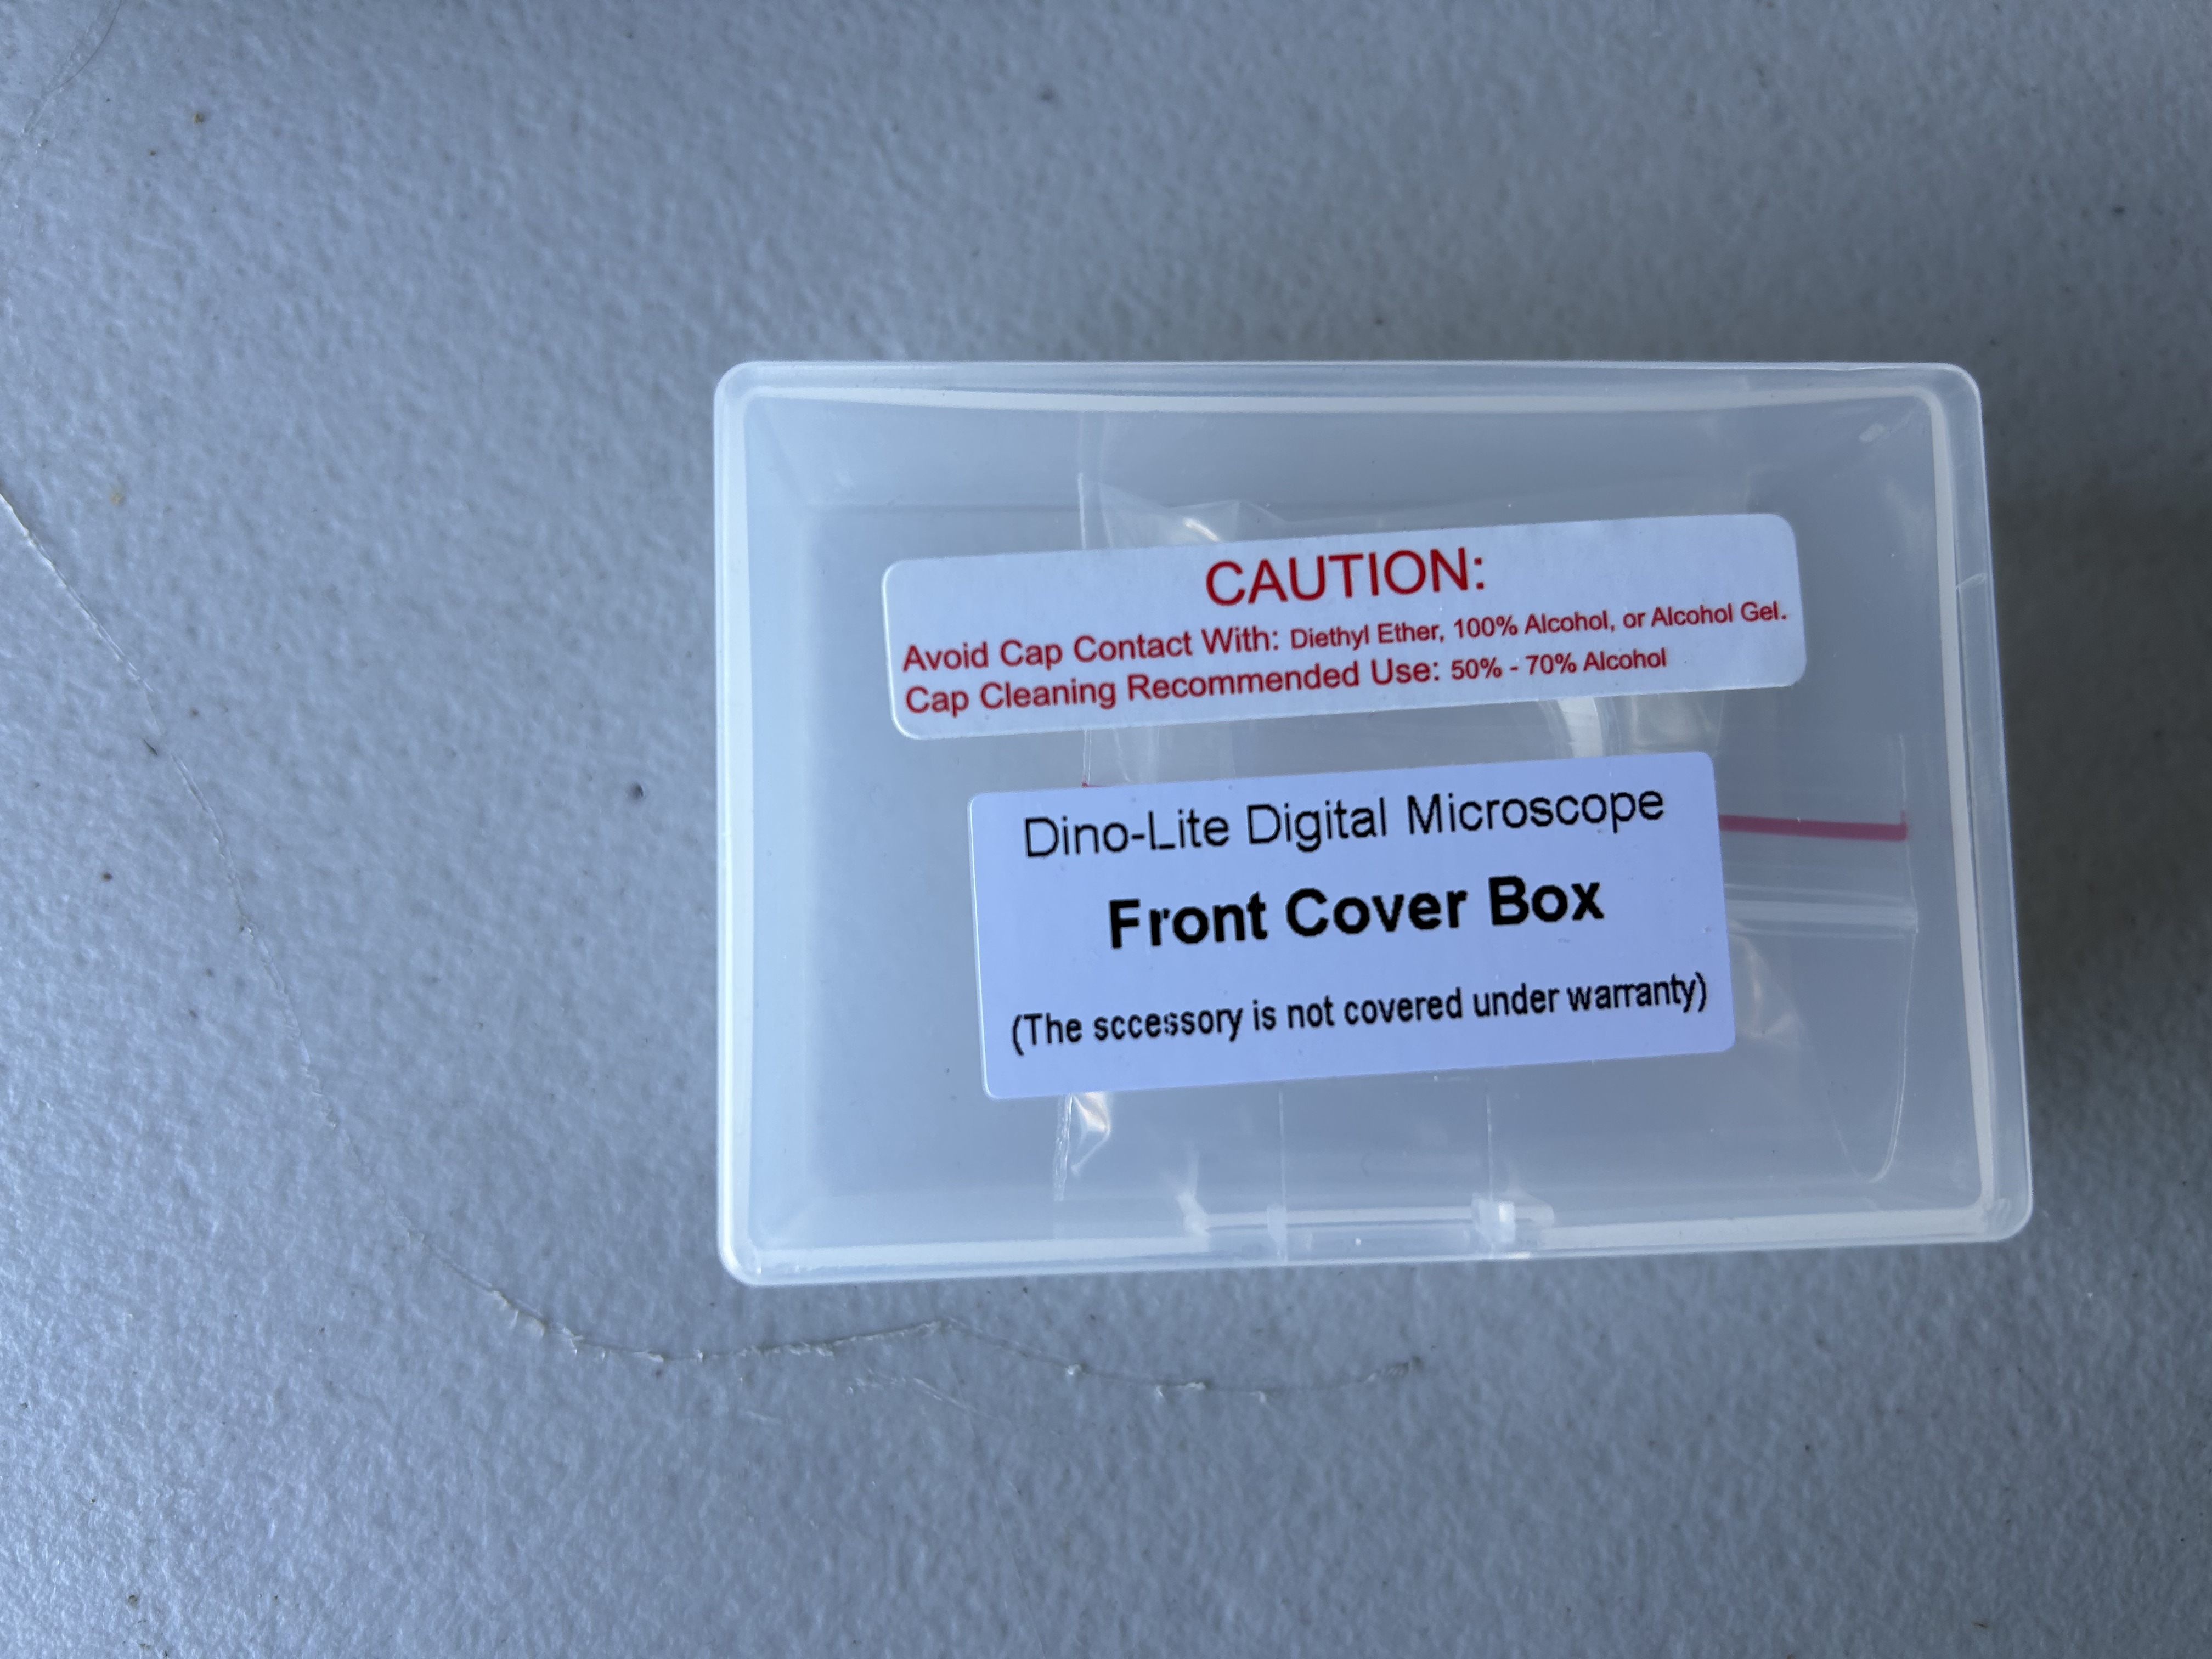 CAUTION:
Avoid Cap Contact With: Diethyl Ether, 100% Alcohol, or Alcohol Gel.
Cap Cleaning Recommended Use: 50% - 70% Alcohol
Dino-Lite Digital Microscope
Front Cover Box
(The sccessory is not covered under warranty)